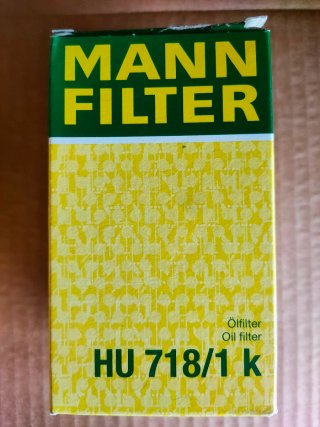 MANN
FILTER
Ölfilter
Oil filter
HU 718/1 k